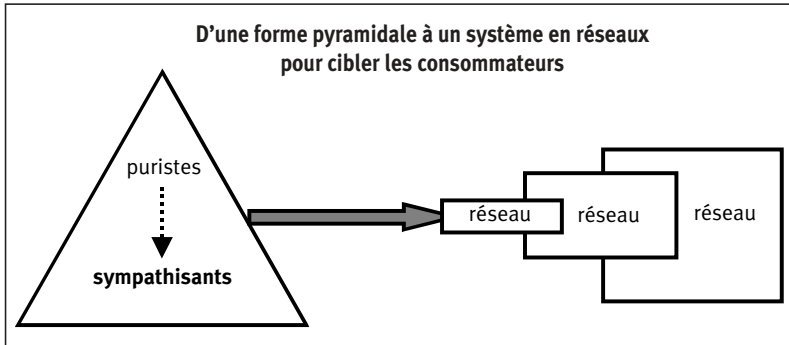 D'une forme pyramidale à un système en réseaux
pour cibler les consommateurs
puristes
sympathisants
réseau
réseau
réseau